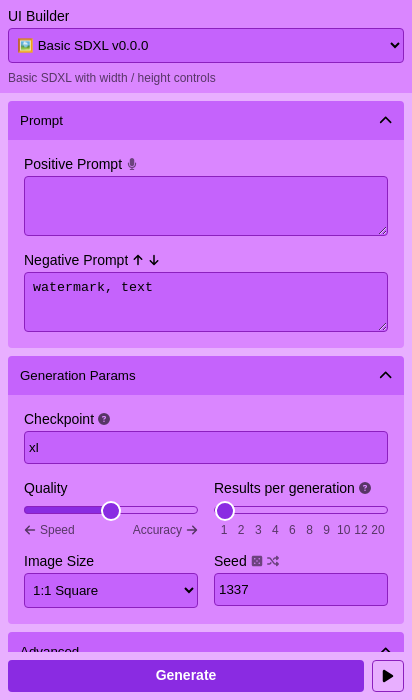 UI Builder
🖼️ Basic SDXL v0.0.0
Basic SDXL with width / height controls
Prompt
Positive Prompt
Negative Prompt ↑ ↓
watermark, text
Generation Params
Checkpoint ?
xl
Quality
Results per generation ?
← Speed Accuracy →
1 2 3 4 6 8 9 10 12 20
Image Size
Seed
1:1 Square
1337
Advanced
Generate